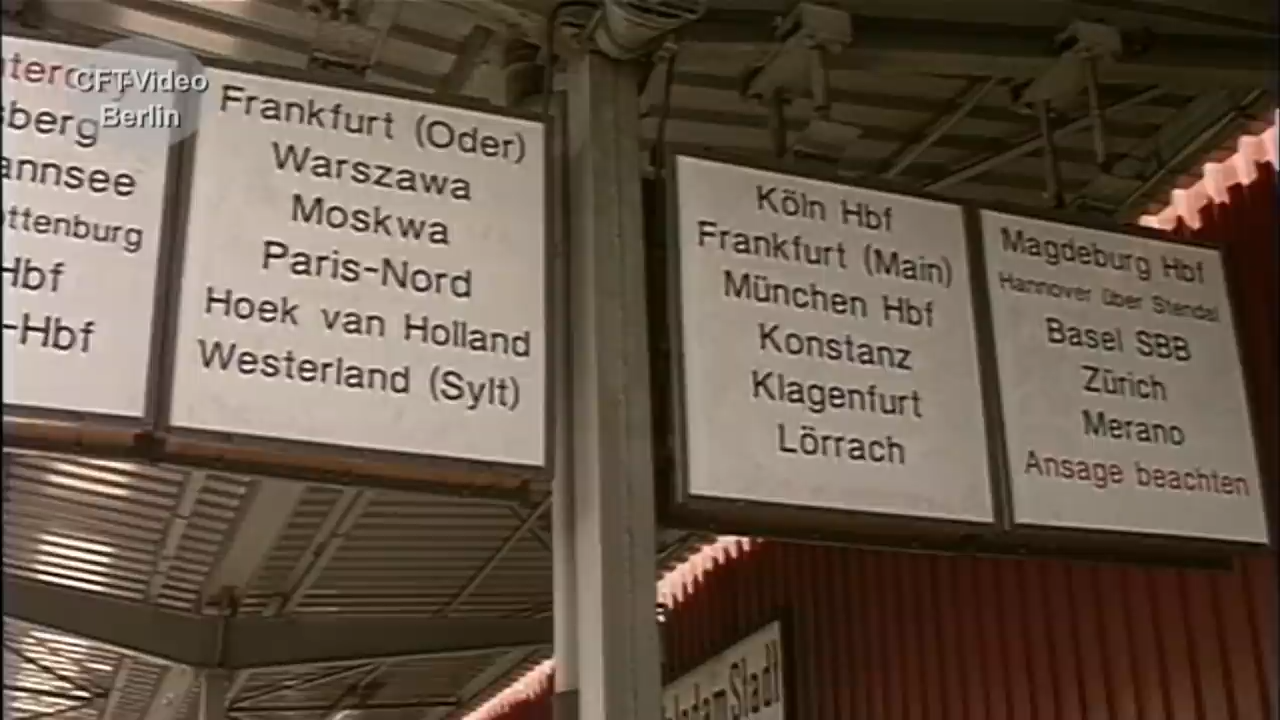 CFT-Video
Berlin
Frankfurt (Oder)
Warszawa
Moskwa
Paris-Nord
Hoek van Holland
Westerland (Sylt)
Köln Hbf
Frankfurt (Main)
München Hbf
Konstanz
Klagenfurt
Lörrach
Magdeburg Hbf
Hannover über Stendal
Basel SBB
Zürich
Merano
Ansage beachten
sberg
annsee
ottenburg
Hbf
-Hbf
Stadt